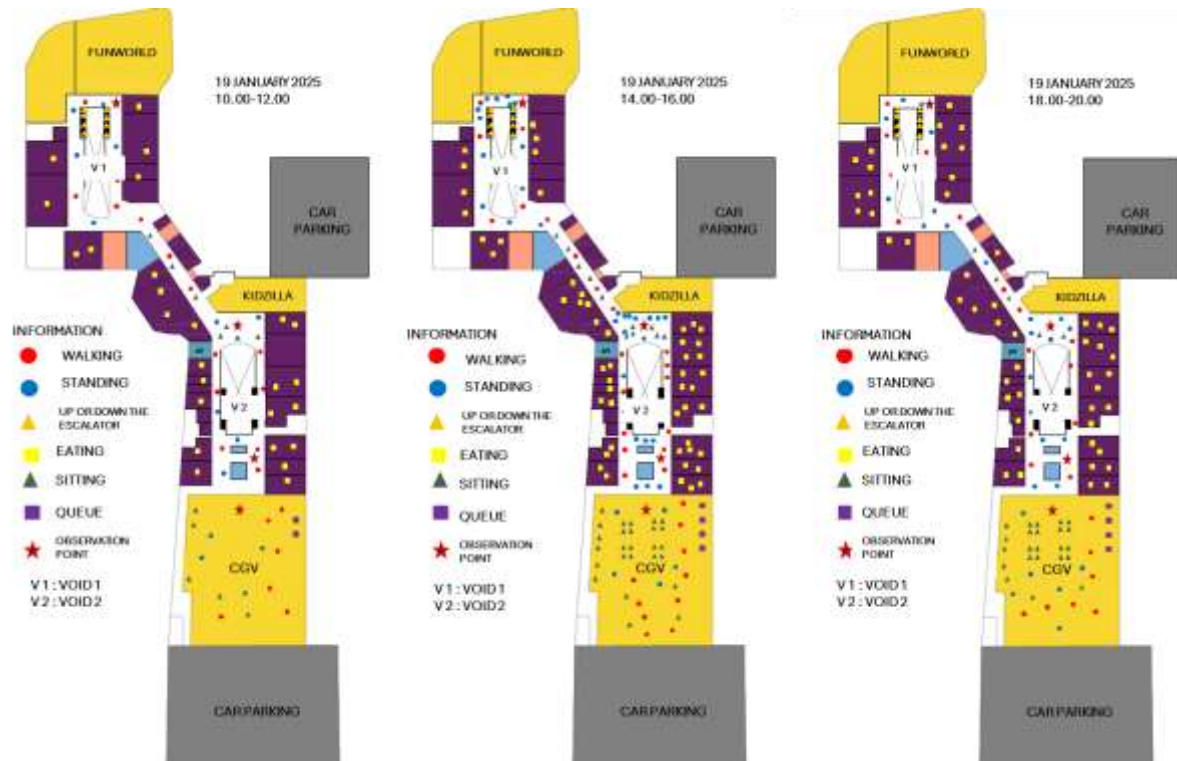 FUNWORLD
19 JANUARY 2025
10.00-12.00
V 1
CAR
PARKING
KIDZILLA
INFORMATION
WALKING
STANDING
UP OR DOWN THE
ESCALATOR
EATING
SITTING
QUEUE
OBSERVATION
POINT
V 1 : VOID 1
V 2 : VOID 2
V 2
CGV
CAR PARKING
FUNWORLD
19 JANUARY 2025
14.00-16.00
V 1
CAR
PARKING
KIDZILLA
INFORMATION
WALKING
STANDING
UP OR DOWN THE
ESCALATOR
EATING
SITTING
QUEUE
OBSERVATION
POINT
V 1 : VOID 1
V 2 : VOID 2
V 2
CGV
CAR PARKING
FUNWORLD
19 JANUARY 2025
18.00-20.00
V 1
CAR
PARKING
KIDZILLA
INFORMATION
WALKING
STANDING
UP OR DOWN THE
ESCALATOR
EATING
SITTING
QUEUE
OBSERVATION
POINT
V 1 : VOID 1
V 2 : VOID 2
V 2
CGV
CAR PARKING